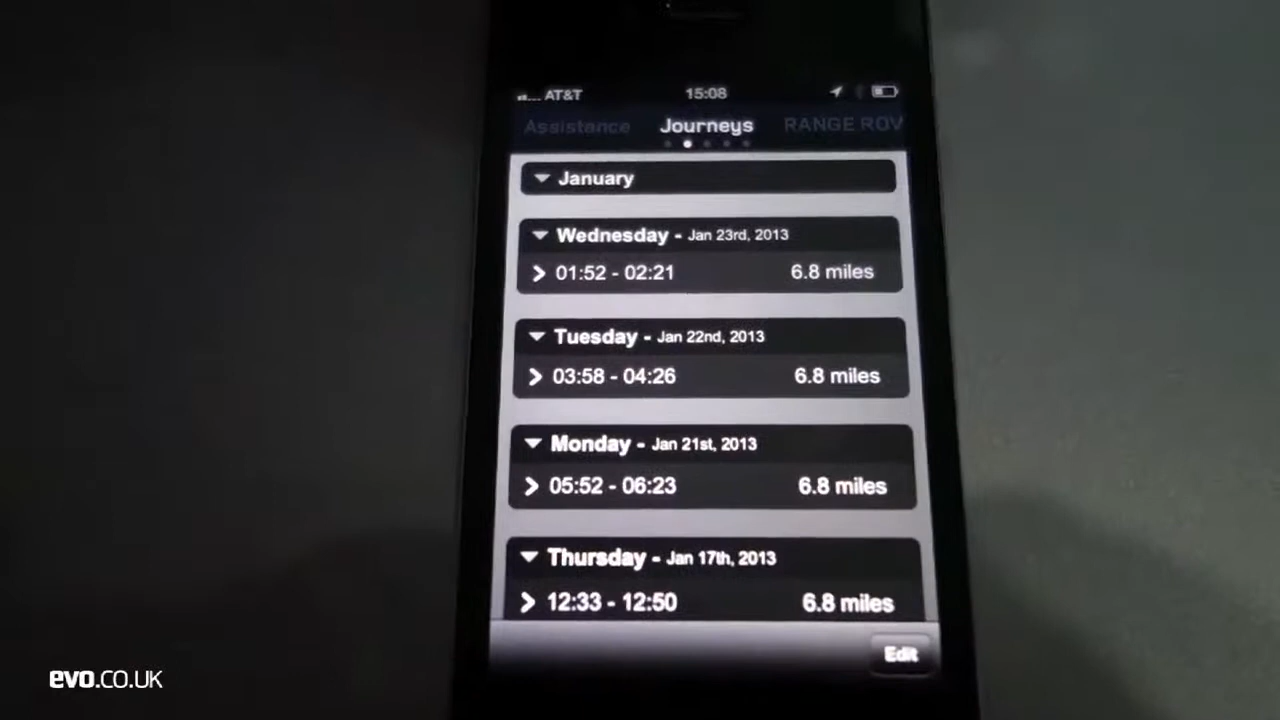 AT&T 15:08
Assistance Journeys RANGE ROV
January
Wednesday - Jan 23rd, 2013
01:52 - 02:21 6.8 miles
Tuesday - Jan 22nd, 2013
03:58 - 04:26 6.8 miles
Monday - Jan 21st, 2013
05:52 - 06:23 6.8 miles
Thursday - Jan 17th, 2013
12:33 - 12:50 6.8 miles
Edit
evo.CO.UK